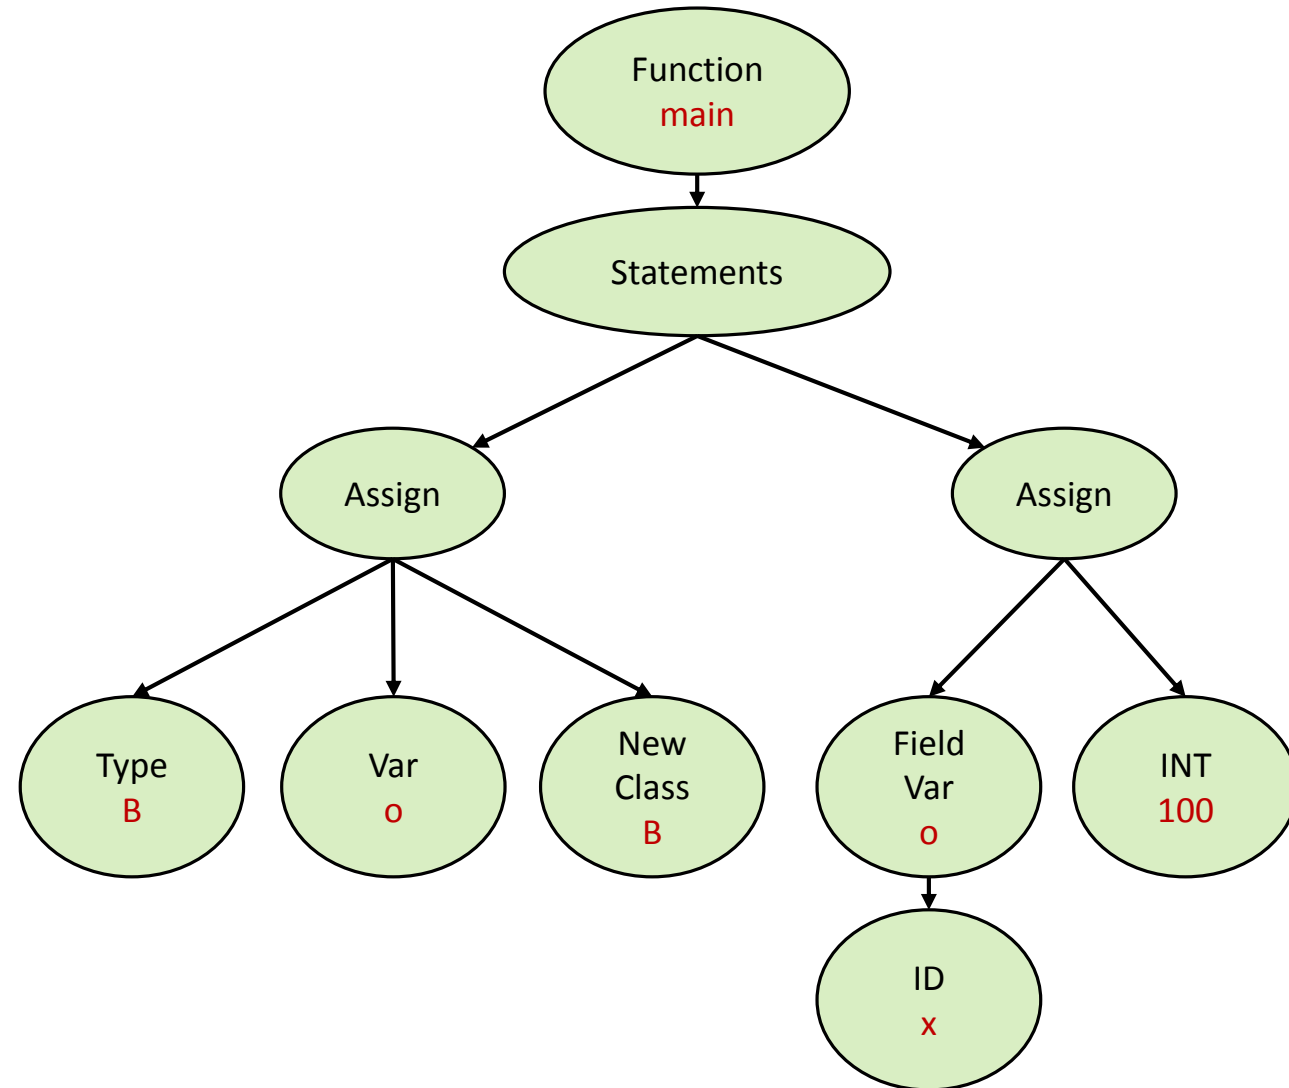 Function
main
Statements
Assign
Assign
Type
B
Var
o
New
Class
B
Field
Var
o
INT
100
ID
x